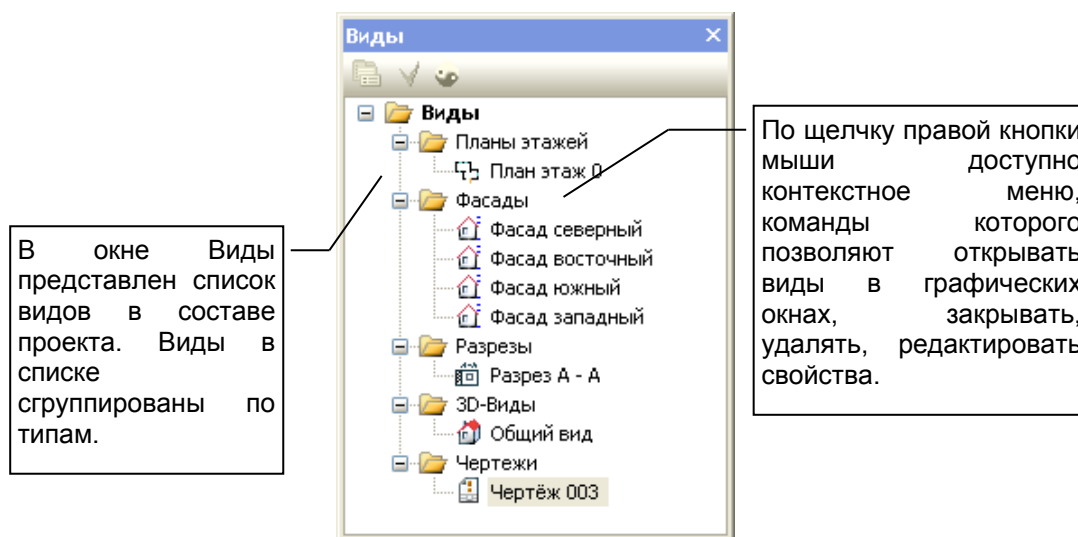 Виды
Виды
Планы этажей
План этаж 0
Фасады
Фасад северный
Фасад восточный
Фасад южный
Фасад западный
Разрезы
Разрез А - А
3D-Виды
Общий вид
Чертежи
Чертёж 003
В окне Виды
представлен список
видов в составе
проекта. Виды в
списке
сгруппированы по
типам.
По щелчку правой кнопки
мыши доступно
контекстное меню,
команды которого
позволяют открывать
виды в графических
окнах, закрывать,
удалять, редактировать
свойства.